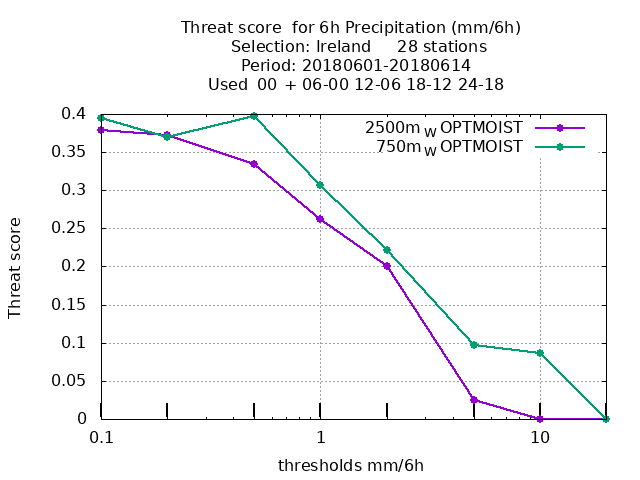 Threat score  for 6h Precipitation (mm/6h)
Selection: Ireland     28 stations
Period: 20180601-20180614
Used  00 + 06-00 12-06 18-12 24-18
2500m W OPTMOIST
750m W OPTMOIST
0.4
0.35
0.3
0.25
0.2
0.15
0.1
0.05
0
Threat score
0.1 1 10
thresholds mm/6h